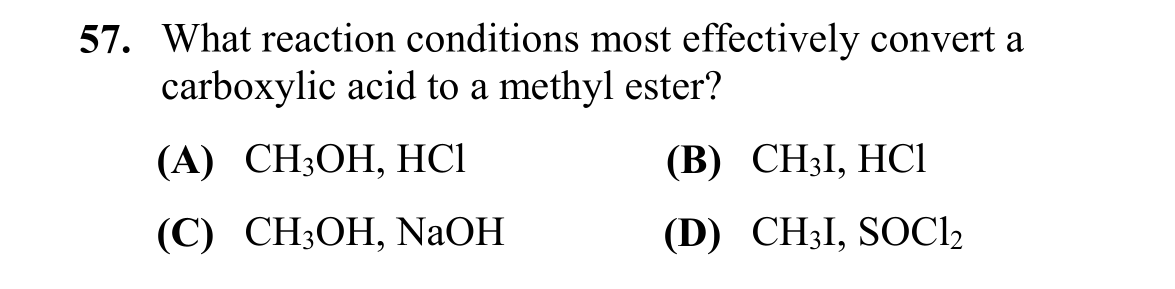 57. What reaction conditions most effectively convert a
carboxylic acid to a methyl ester?
(A) CH₃OH, HCl (B) CH₃I, HCl
(C) CH₃OH, NaOH (D) CH₃I, SOCl₂